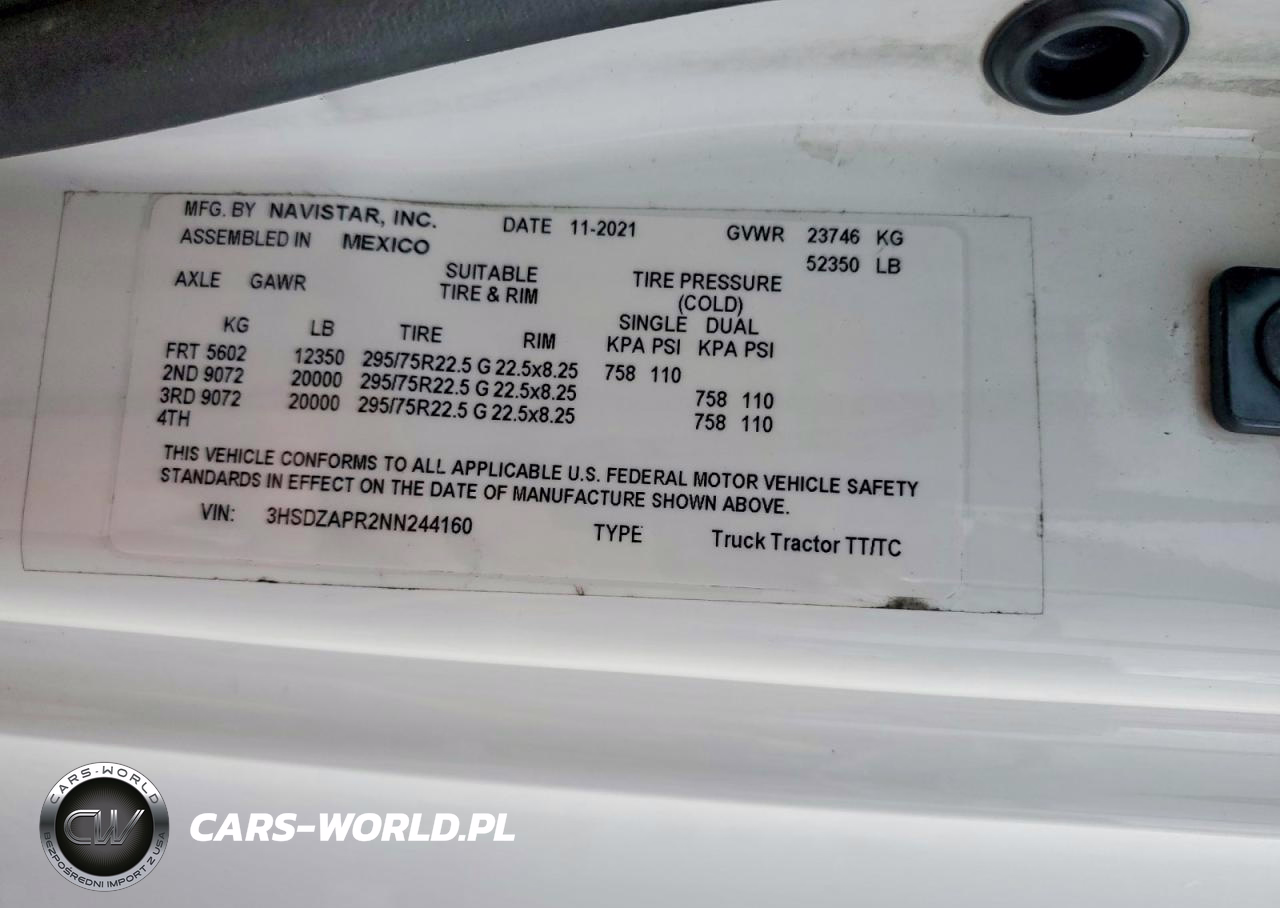 MFG. BY NAVISTAR, INC. DATE 11-2021 GVWR 23746 KG
ASSEMBLED IN MEXICO 52350 LB
AXLE GAWR SUITABLE TIRE PRESSURE
TIRE & RIM (COLD)
SINGLE DUAL
KG LB TIRE RIM KPA PSI KPA PSI
FRT 5602 12350 295/75R22.5 G 22.5x8.25 758 110
2ND 9072 20000 295/75R22.5 G 22.5x8.25 758 110
3RD 9072 20000 295/75R22.5 G 22.5x8.25 758 110
4TH
THIS VEHICLE CONFORMS TO ALL APPLICABLE U.S. FEDERAL MOTOR VEHICLE SAFETY
STANDARDS IN EFFECT ON THE DATE OF MANUFACTURE SHOWN ABOVE.
VIN: 3HSDZAPR2NN244160 TYPE Truck Tractor TT/TC
CARS-WORLD
CW
BEZPOŚREDNI IMPORT Z USA
CARS-WORLD.PL